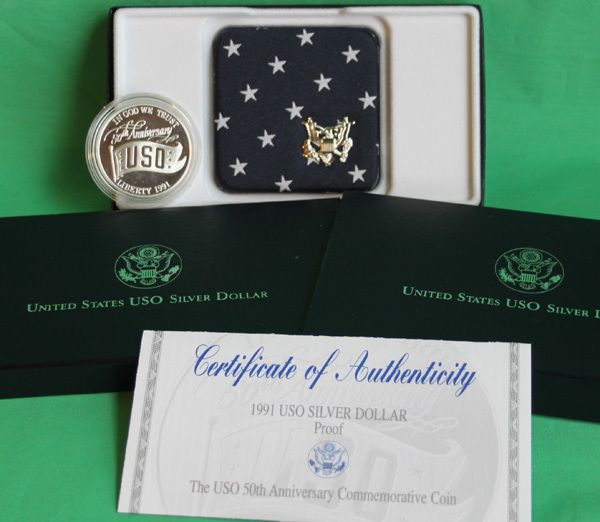 IN GOD WE TRUST
50th Anniversary
USO
LIBERTY 1991
UNITED STATES USO SILVER DOLLAR
UNITED STATES USO SILVER D
Certificate of Authenticity
1991 USO SILVER DOLLAR
Proof
The USO 50th Anniversary Commemorative Coin